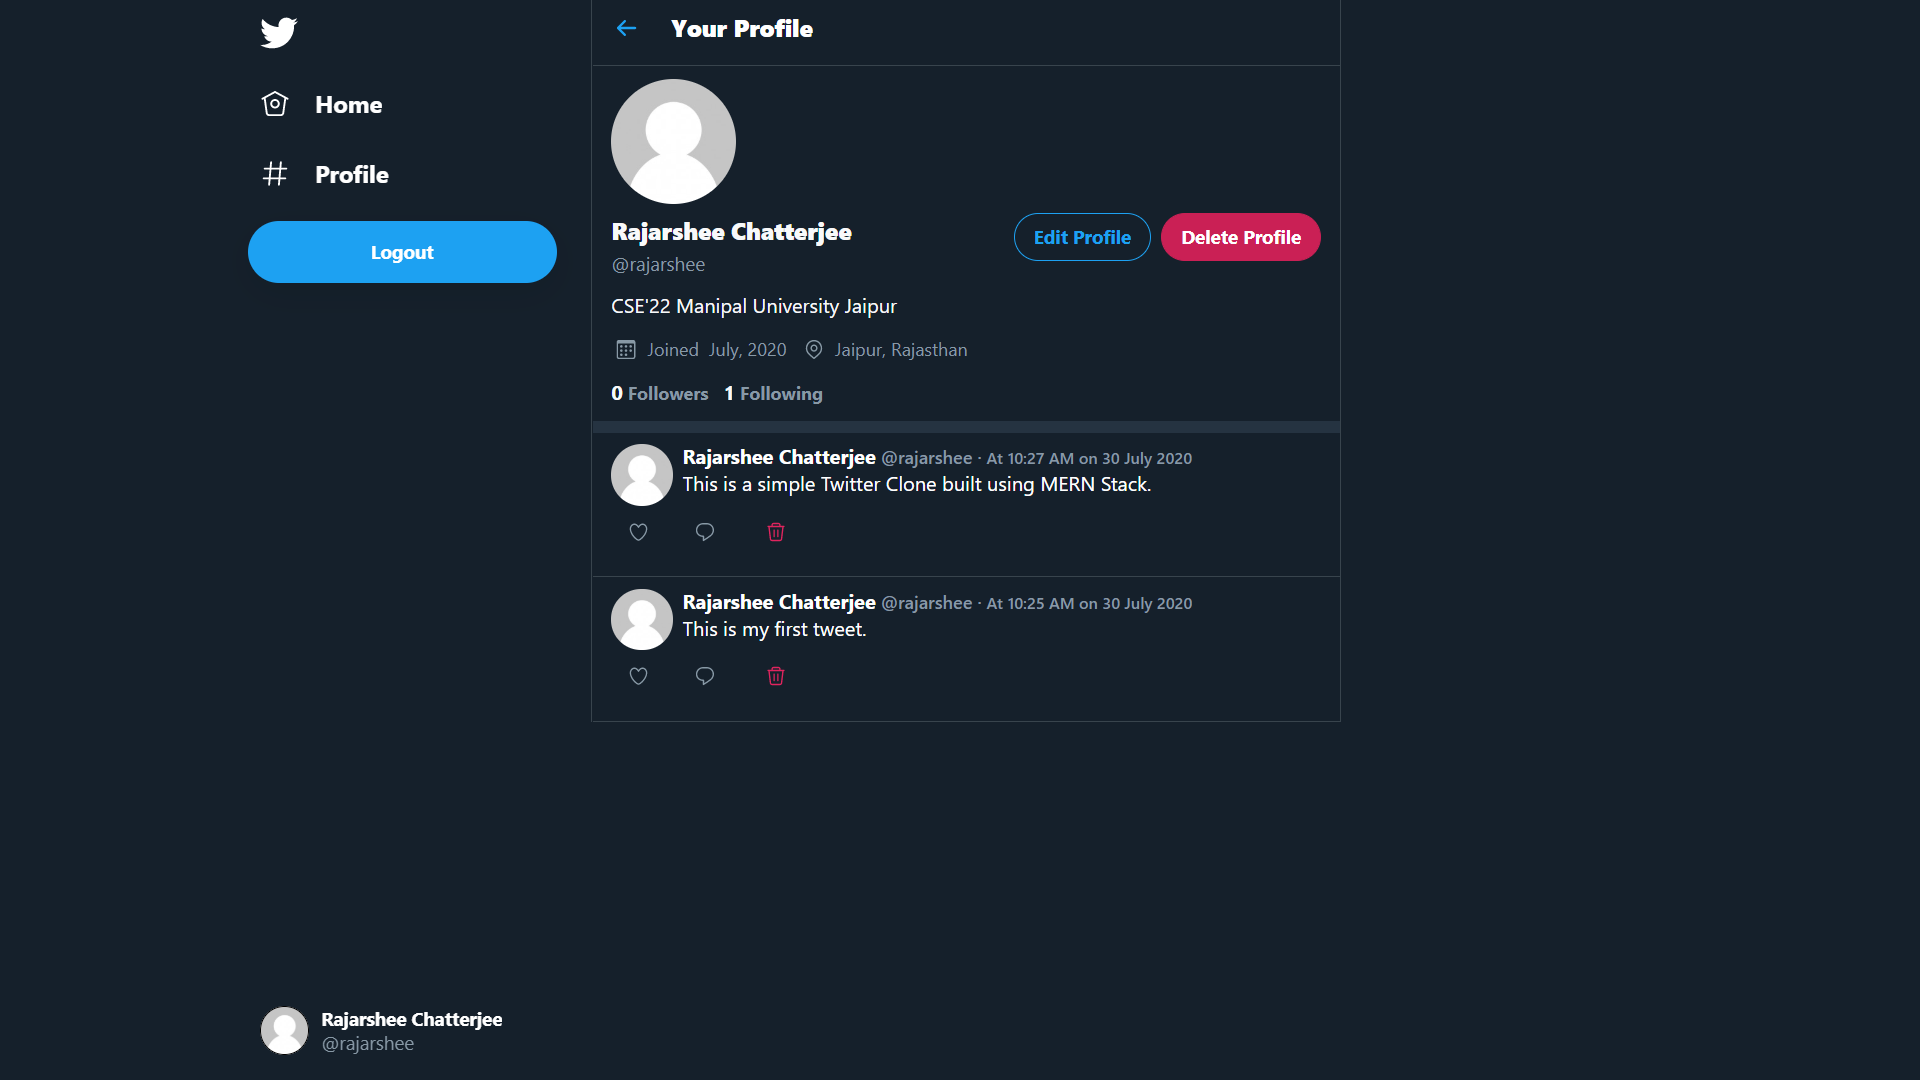 Home
Profile
Logout
Your Profile
Rajarshee Chatterjee
@rajarshee
Edit Profile
Delete Profile
CSE'22 Manipal University Jaipur
Joined July, 2020 Jaipur, Rajasthan
0 Followers 1 Following
Rajarshee Chatterjee @rajarshee · At 10:27 AM on 30 July 2020
This is a simple Twitter Clone built using MERN Stack.
Rajarshee Chatterjee @rajarshee · At 10:25 AM on 30 July 2020
This is my first tweet.
Rajarshee Chatterjee
@rajarshee